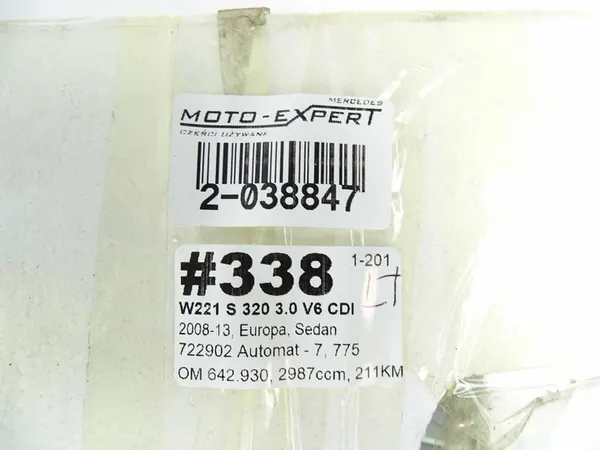 MERCEDES
MOTO-EXPERT
CZĘŚCI UŻYWANE
2-038847
#338 1-201
LT
W221 S 320 3.0 V6 CDI
2008-13, Europa, Sedan
722902 Automat - 7, 775
OM 642.930, 2987ccm, 211KM